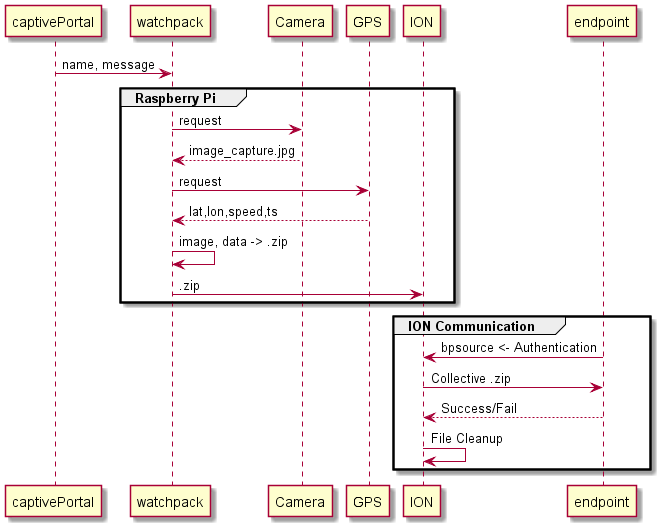 captivePortal watchpack Camera GPS ION endpoint
name, message
Raspberry Pi
request
image_capture.jpg
request
lat,lon,speed,ts
image, data -> .zip
.zip
ION Communication
bpsource <- Authentication
Collective .zip
Success/Fail
File Cleanup
captivePortal watchpack Camera GPS ION endpoint